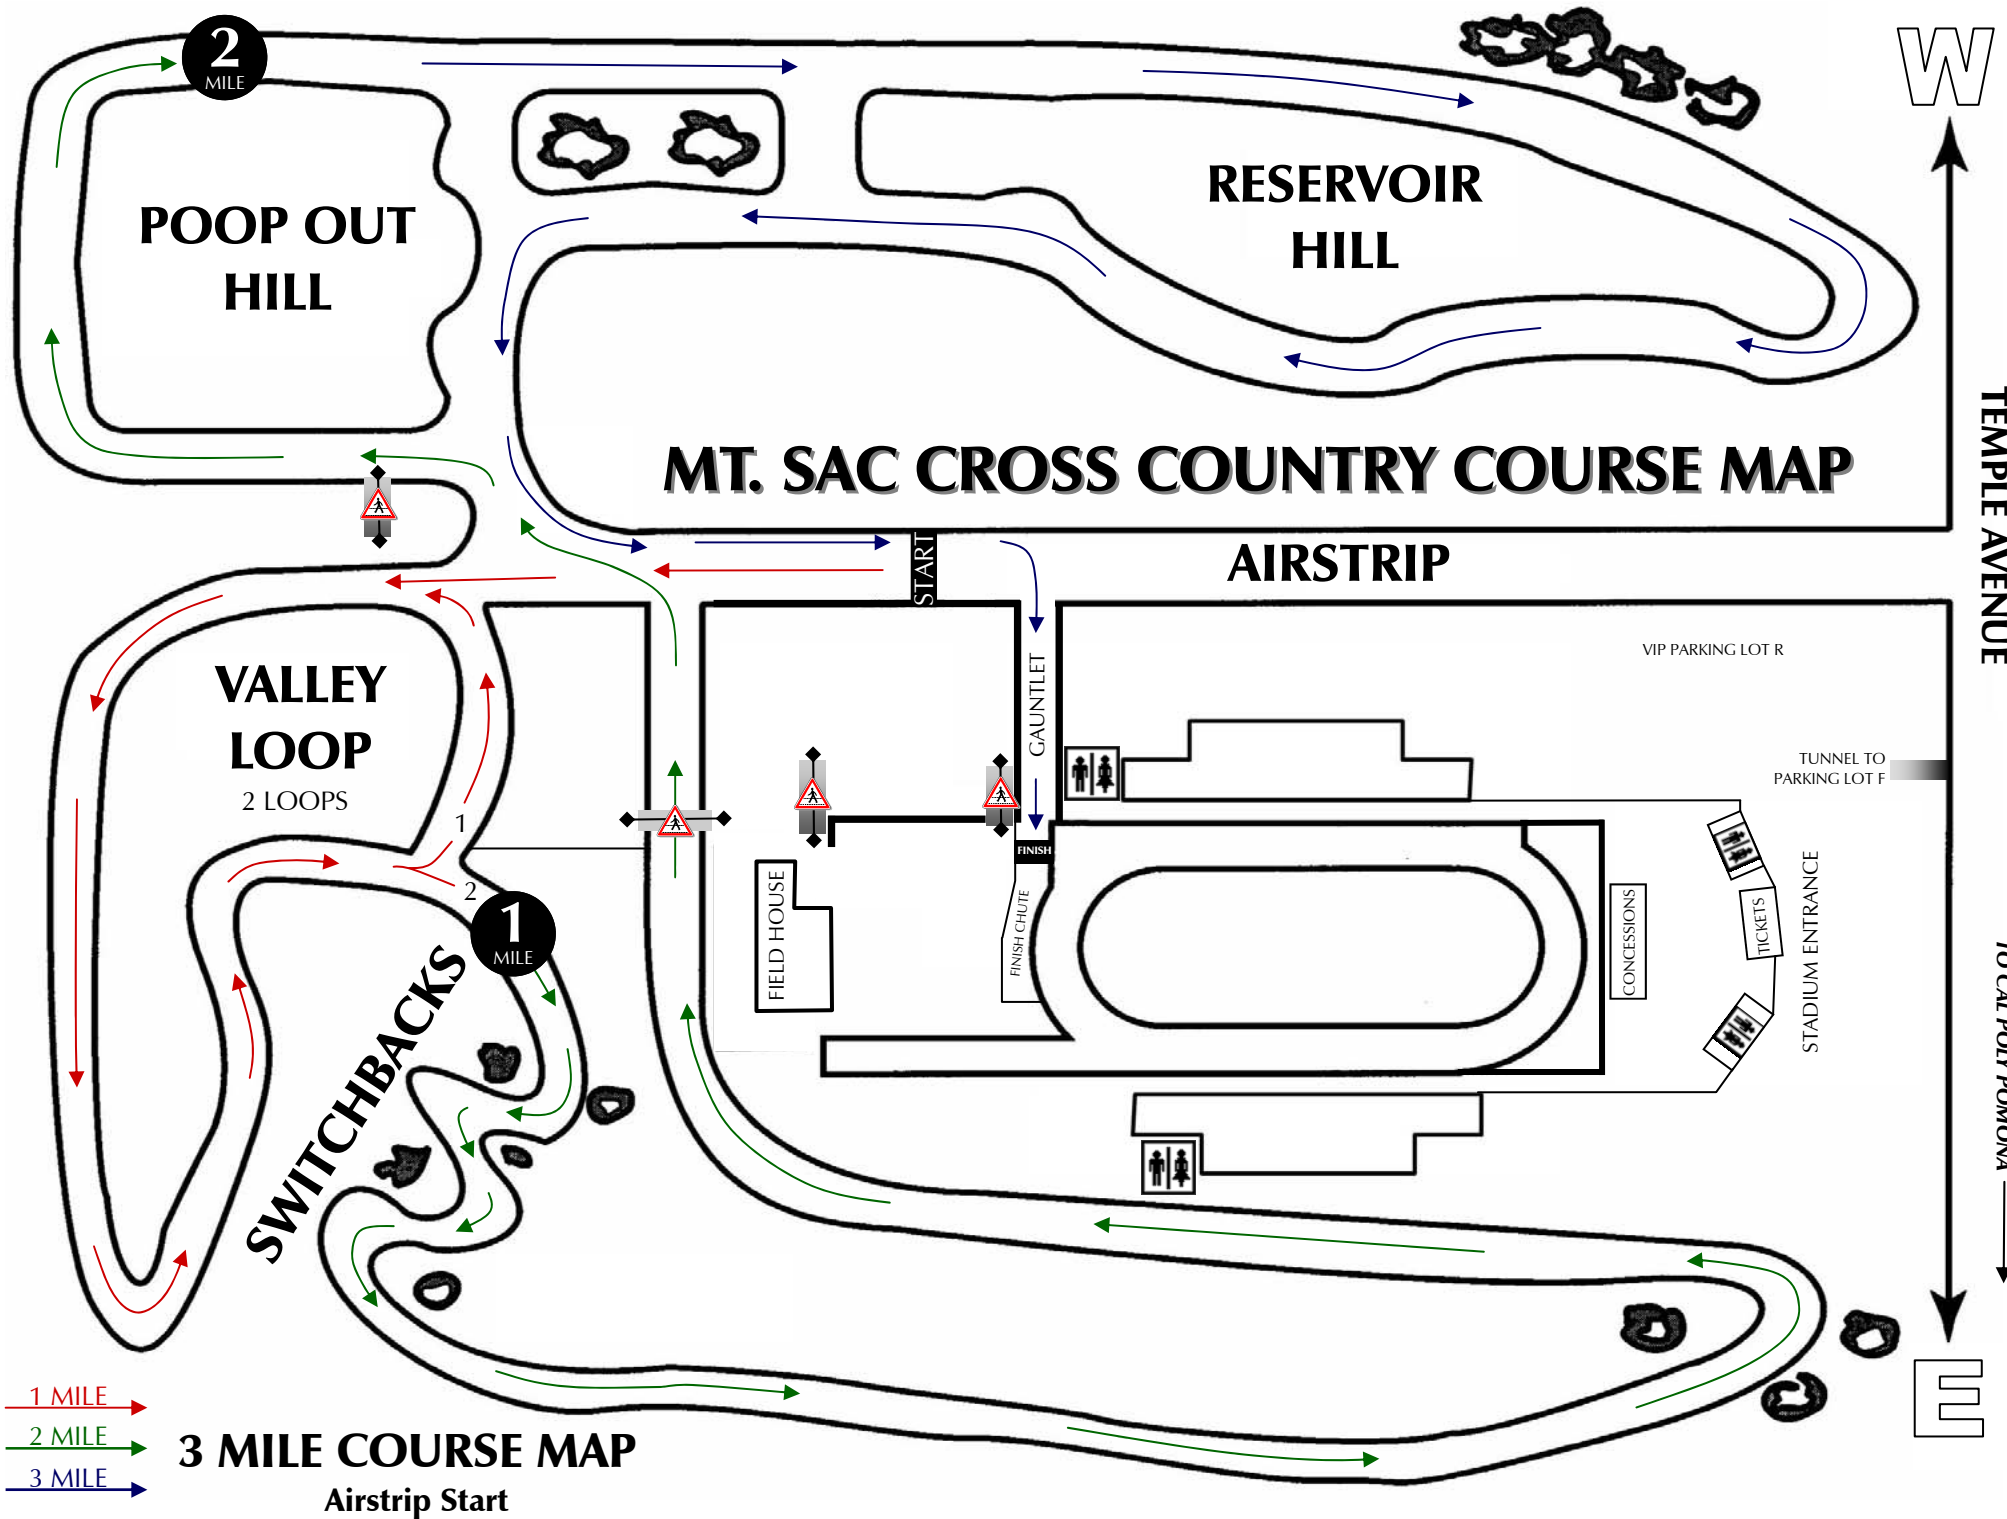 2
MILE
W
RESERVOIR
HILL
POOP OUT
HILL
MT. SAC CROSS COUNTRY COURSE MAP
TEMPLE AVENUE
START
AIRSTRIP
VIP PARKING LOT R
GAUNTLET
VALLEY
LOOP
2 LOOPS
TUNNEL TO
PARKING LOT F
1
2
FINISH
FINISH CHUTE
FIELD HOUSE
CONCESSIONS
TICKETS
STADIUM ENTRANCE
1
MILE
SWITCHBACKS
TO CAL POLY POMONA
E
1 MILE
2 MILE
3 MILE
3 MILE COURSE MAP
Airstrip Start